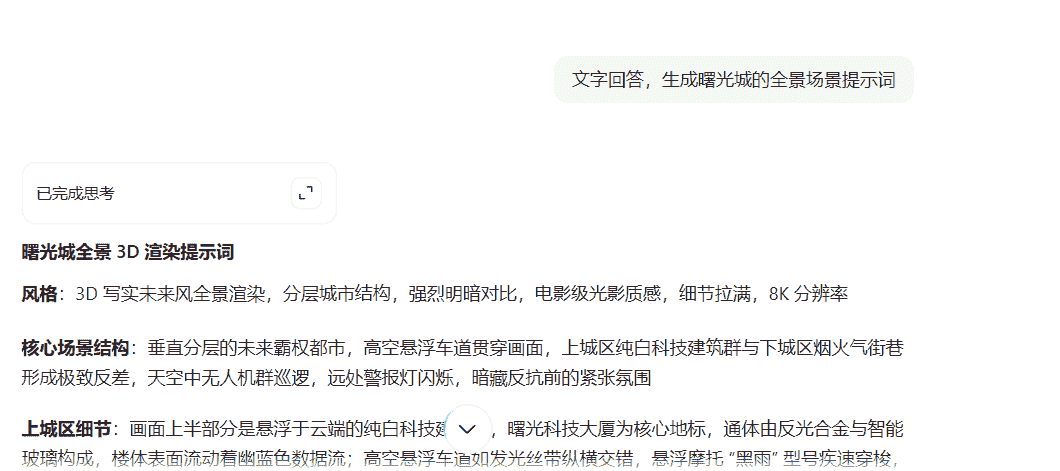 文字回答，生成曙光城的全景场景提示词
已完成思考
曙光城全景 3D 渲染提示词
风格：3D 写实未来风全景渲染，分层城市结构，强烈明暗对比，电影级光影质感，细节拉满，8K 分辨率
核心场景结构：垂直分层的未来霸权都市，高空悬浮车道贯穿画面，上城区纯白科技建筑群与下城区烟火气街巷
形成极致反差，天空中无人机群巡逻，远处警报灯闪烁，暗藏反抗前的紧张氛围
上城区细节：画面上半部分是悬浮于云端的纯白科技 ，曙光科技大厦为核心地标，通体由反光合金与智能
玻璃构成，楼体表面流动着幽蓝色数据流；高空悬浮车道如发光丝带纵横交错，悬浮摩托 “黑雨” 型号疾速穿梭，